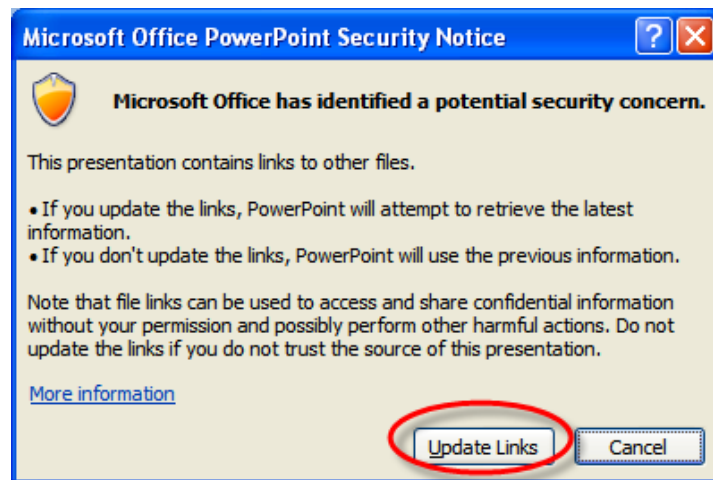 Microsoft Office PowerPoint Security Notice
Microsoft Office has identified a potential security concern.
This presentation contains links to other files.
• If you update the links, PowerPoint will attempt to retrieve the latest
information.
• If you don't update the links, PowerPoint will use the previous information.
Note that file links can be used to access and share confidential information
without your permission and possibly perform other harmful actions. Do not
update the links if you do not trust the source of this presentation.
More information
Update Links Cancel